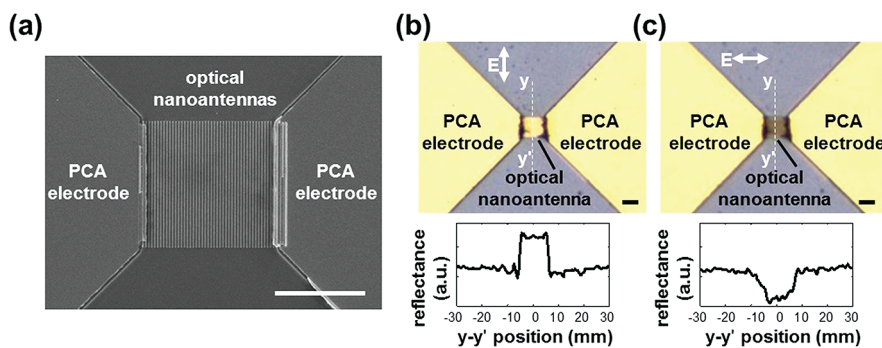 (a)
optical
nanoantennas
PCA
electrode
PCA
electrode
(b)
E
y
PCA
electrode
PCA
electrode
y'
optical
nanoantenna
reflectance
(a.u.)
-30 -20 -10 0 10 20 30
y-y' position (mm)
(c)
E
y
PCA
electrode
PCA
electrode
y'
optical
nanoantenna
reflectance
(a.u.)
-30 -20 -10 0 10 20 30
y-y' position (mm)